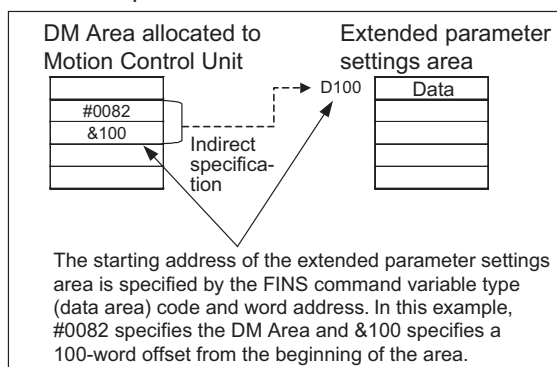 DM Area allocated to
Motion Control Unit
Extended parameter
settings area
#0082
&100
Indirect
specifica-
tion
D100
Data
The starting address of the extended parameter settings
area is specified by the FINS command variable type
(data area) code and word address. In this example,
#0082 specifies the DM Area and &100 specifies a
100-word offset from the beginning of the area.